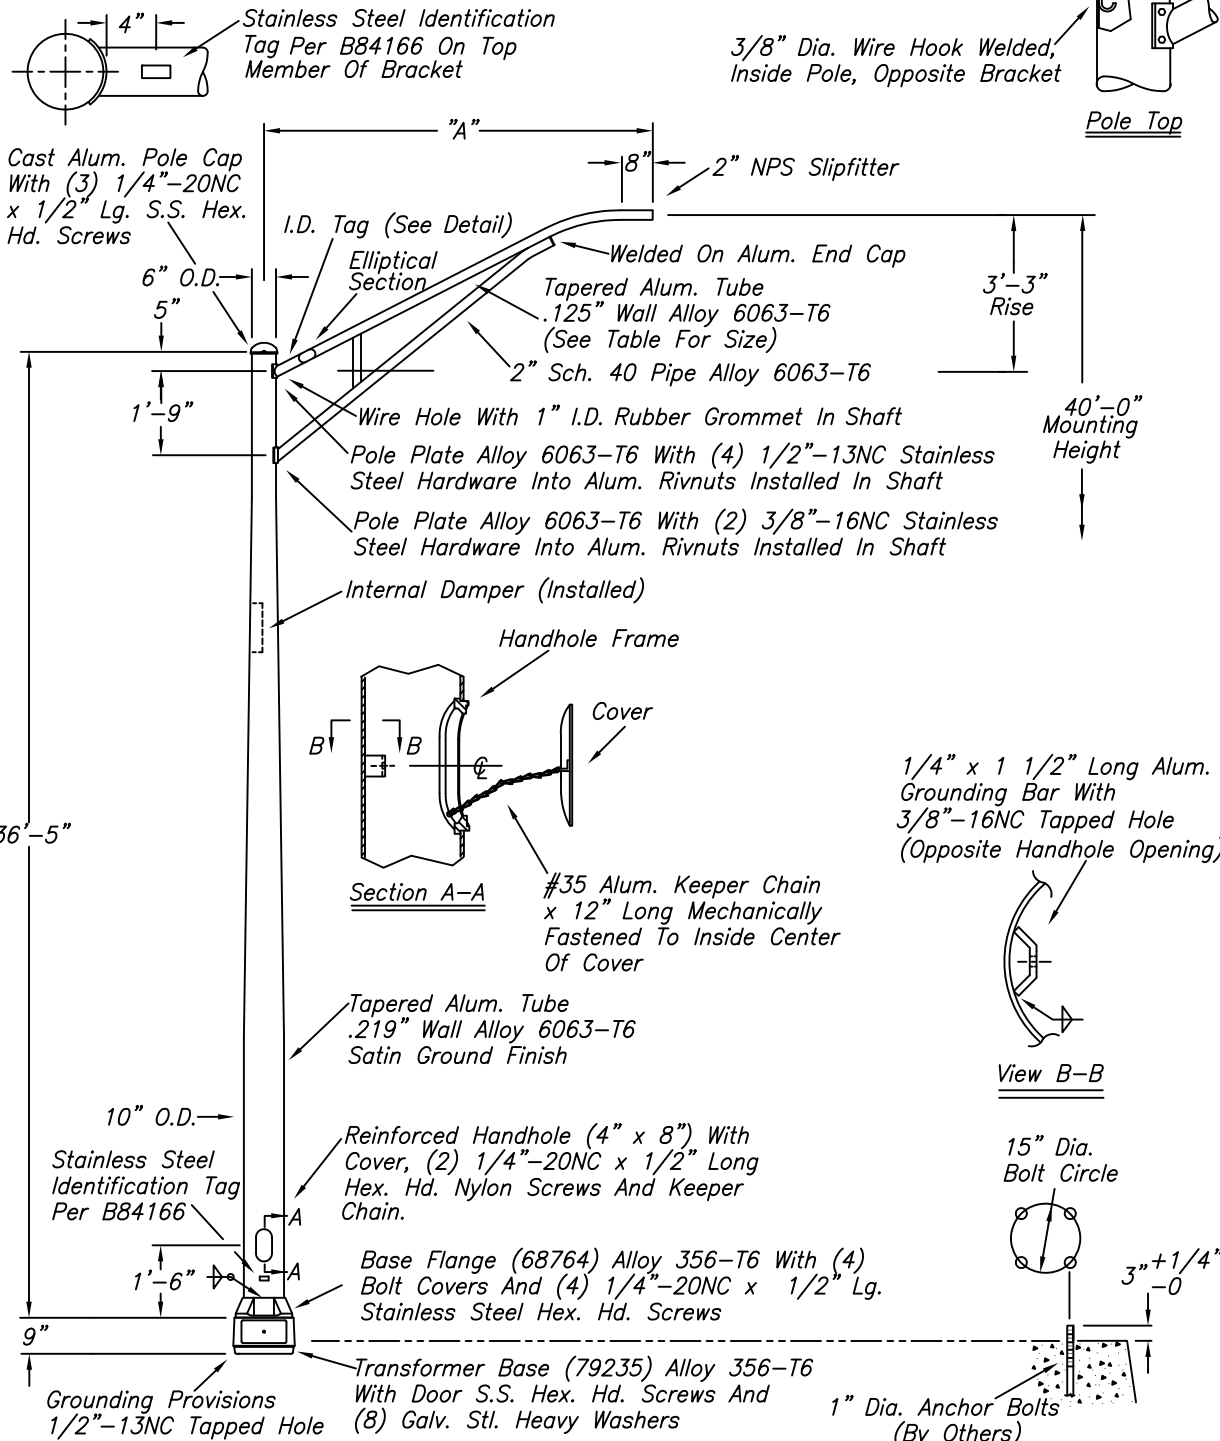 4"
Stainless Steel Identification
Tag Per B84166 On Top
Member Of Bracket
3/8" Dia. Wire Hook Welded,
Inside Pole, Opposite Bracket
Pole Top
"A"
8"
2" NPS Slipfitter
Cast Alum. Pole Cap
With (3) 1/4"-20NC
x 1/2" Lg. S.S. Hex.
Hd. Screws
I.D. Tag (See Detail)
Elliptical
Section
Welded On Alum. End Cap
6" O.D.
5"
Tapered Alum. Tube
.125" Wall Alloy 6063-T6
(See Table For Size)
3'-3"
Rise
2" Sch. 40 Pipe Alloy 6063-T6
1'-9"
Wire Hole With 1" I.D. Rubber Grommet In Shaft
40'-0"
Mounting
Height
Pole Plate Alloy 6063-T6 With (4) 1/2"-13NC Stainless
Steel Hardware Into Alum. Rivnuts Installed In Shaft
Pole Plate Alloy 6063-T6 With (2) 3/8"-16NC Stainless
Steel Hardware Into Alum. Rivnuts Installed In Shaft
Internal Damper (Installed)
Handhole Frame
Cover
B
B
℄
Section A-A
#35 Alum. Keeper Chain
x 12" Long Mechanically
Fastened To Inside Center
Of Cover
36'-5"
1/4" x 1 1/2" Long Alum.
Grounding Bar With
3/8"-16NC Tapped Hole
(Opposite Handhole Opening)
View B-B
Tapered Alum. Tube
.219" Wall Alloy 6063-T6
Satin Ground Finish
10" O.D.
Reinforced Handhole (4" x 8") With
Cover, (2) 1/4"-20NC x 1/2" Long
Hex. Hd. Nylon Screws And Keeper
Chain.
Stainless Steel
Identification Tag
Per B84166
A
A
15" Dia.
Bolt Circle
1'-6"
Base Flange (68764) Alloy 356-T6 With (4)
Bolt Covers And (4) 1/4"-20NC x 1/2" Lg.
Stainless Steel Hex. Hd. Screws
3" +1/4"
-0
9"
Transformer Base (79235) Alloy 356-T6
With Door S.S. Hex. Hd. Screws And
(8) Galv. Stl. Heavy Washers
Grounding Provisions
1/2"-13NC Tapped Hole
1" Dia. Anchor Bolts
(By Others)